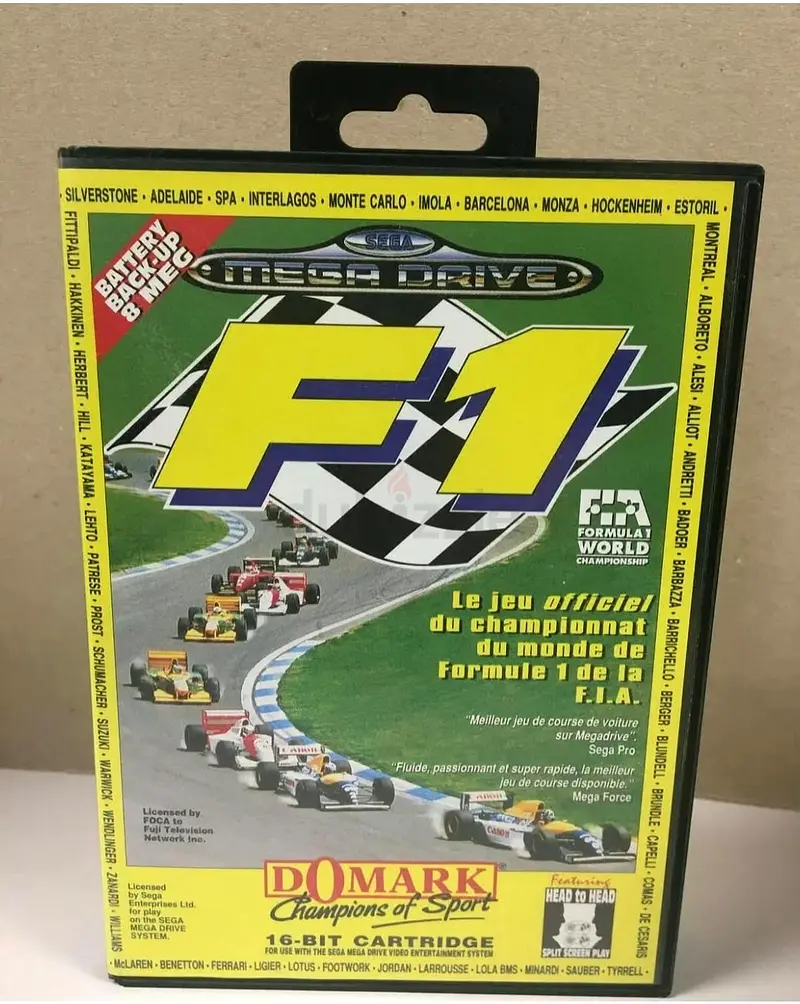 · SILVERSTONE · ADELAIDE · SPA · INTERLAGOS · MONTE CARLO · IMOLA · BARCELONA · MONZA · HOCKENHEIM · ESTORIL ·
MONTREAL · ALBORETO · ALESI · ALLIOT · ANDRETTI · BADOER · BARBAZZA · BARRICHELLO · BERGER · BLUNDELL · BRUNDLE · CAPELLI · COMAS · DE CESARIS
FITTIPALDI · HAKKINEN · HERBERT · HILL · KATAYAMA · LEHTO · PATRESE · PROST · SCHUMACHER · SUZUKI · WARWICK · WENDLINGER · ZANARDI · WILLIAMS
BATTERY
BACK-UP
8 MEG
SEGA
MEGA DRIVE
F1
dubizzle
FIA
FORMULA 1
WORLD
CHAMPIONSHIP
Le jeu officiel
du championnat
du monde de
Formule 1 de la
F.I.A.
"Meilleur jeu de course de voiture
sur Megadrive".
Sega Pro
"Fluide, passionnant et super rapide, la meilleur
jeu de course disponible."
Mega Force
CANON
CANON
Canon
Licensed by
FOCA to
Fuji Television
Network Inc.
DOMARK®
Champions of Sport
Licensed
by Sega
Enterprises Ltd.
for play
on the SEGA
MEGA DRIVE
SYSTEM.
16-BIT CARTRIDGE
FOR USE WITH THE SEGA MEGA DRIVE VIDEO ENTERTAINMENT SYSTEM
Featuring
HEAD to HEAD
SPLIT SCREEN PLAY
· McLAREN · BENETTON · FERRARI · LIGIER · LOTUS · FOOTWORK · JORDAN · LARROUSSE · LOLA BMS · MINARDI · SAUBER · TYRRELL ·